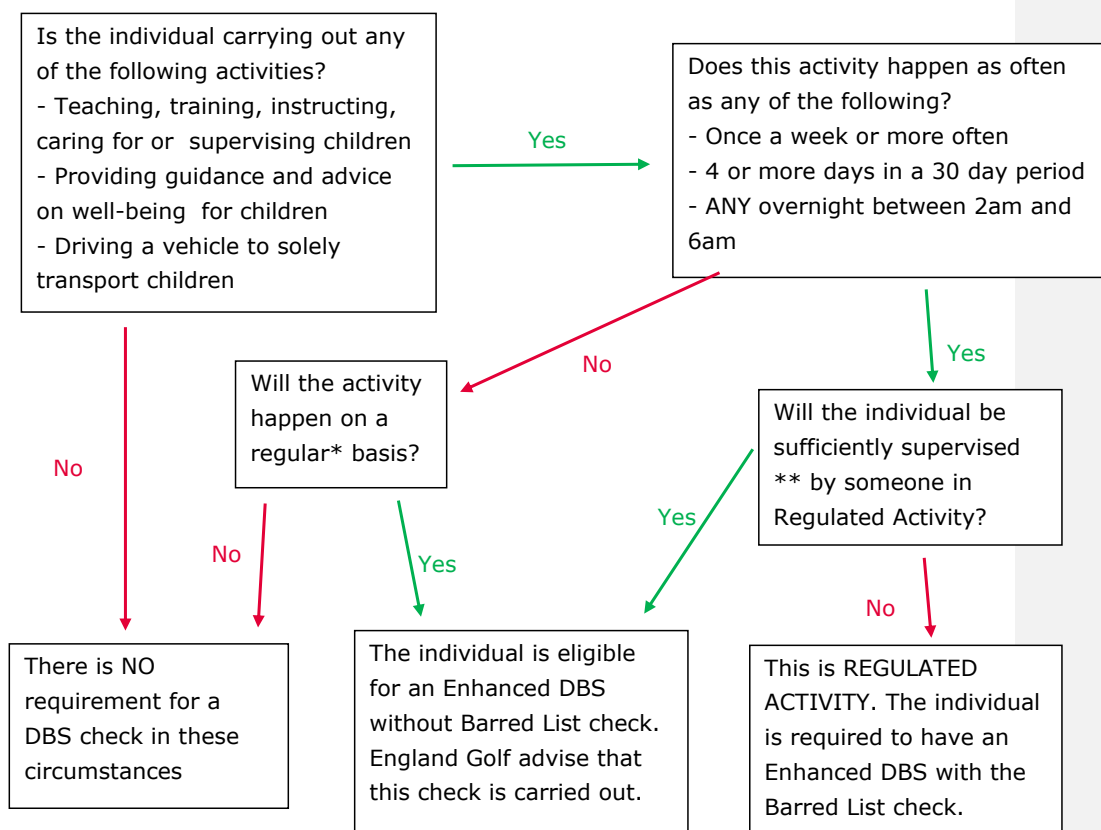 Is the individual carrying out any
of the following activities?
- Teaching, training, instructing,
caring for or  supervising children
- Providing guidance and advice
on well-being  for children
- Driving a vehicle to solely
transport children
Yes
Does this activity happen as often
as any of the following?
- Once a week or more often
- 4 or more days in a 30 day period
- ANY overnight between 2am and
6am
No
Will the activity
happen on a
regular* basis?
No
Yes
Will the individual be
sufficiently supervised
** by someone in
Regulated Activity?
No
Yes
Yes
No
There is NO
requirement for a
DBS check in these
circumstances
The individual is eligible
for an Enhanced DBS
without Barred List check.
England Golf advise that
this check is carried out.
This is REGULATED
ACTIVITY. The individual
is required to have an
Enhanced DBS with the
Barred List check.